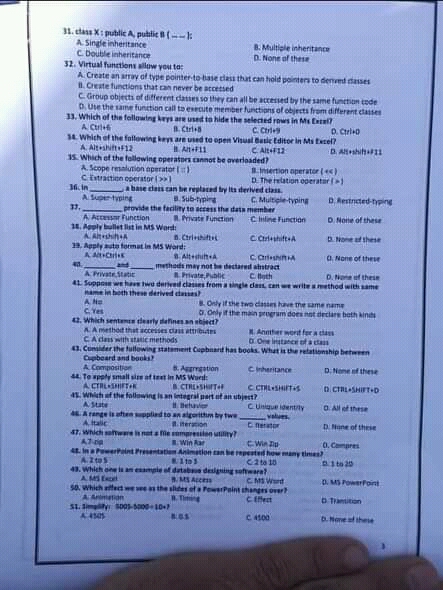 31. class X : public A, public B { -- -- };
A. Single inheritance B. Multiple inheritance
C. Double inheritance D. None of these
32. Virtual functions allow you to:
A. Create an array of type pointer-to-base class that can hold pointers to derived classes
B. Create functions that can never be accessed
C. Group objects of different classes so they can all be accessed by the same function code
D. Use the same function call to execute member functions of objects from different classes
33. Which of the following keys are used to hide the selected rows in Ms Excel?
A. Ctrl+6 B. Ctrl+8 C. Ctrl+9 D. Ctrl+0
34. Which of the following keys are used to open Visual Basic Editor in Ms Excel?
A. Alt+shift+F12 B. Alt+F11 C. Alt+F12 D. Alt+shift+F11
35. Which of the following operators cannot be overloaded?
A. Scope resolution operator ( :: ) B. Insertion operator ( << )
C. Extraction operator ( >> ) D. The relation operator ( > )
36. In ______, a base class can be replaced by its derived class.
A. Super-typing B. Sub-typing C. Multiple-typing D. Restricted-typing
37. ______ provide the facility to access the data member
A. Accessor Function B. Private Function C. Inline Function D. None of these
38. Apply bullet list in MS Word:
A. Alt+shift+A B. Ctrl+shift+L C. Ctrl+shift+A D. None of these
39. Apply auto format in MS Word:
A. Alt+Ctrl+K B. Alt+shift+A C. Ctrl+shift+A D. None of these
40. ______ and ______ methods may not be declared abstract
A. Private,Static B. Private,Public C. Both D. None of these
41. Suppose we have two derived classes from a single class, can we write a method with same
name in both these derived classes?
A. No B. Only if the two classes have the same name
C. Yes D. Only if the main program does not declare both kinds
42. Which sentence clearly defines an object?
A. A method that accesses class attributes B. Another word for a class
C. A class with static methods D. One instance of a class
43. Consider the following statement Cupboard has books. What is the relationship between
Cupboard and books?
A. Composition B. Aggregation C. Inheritance D. None of these
44. To apply small size of text in MS Word:
A. CTRL+SHIFT+K B. CTRL+SHIFT+F C. CTRL+SHIFT+S D. CTRL+SHIFT+D
45. Which of the following is an integral part of an object?
A. State B. Behavior C. Unique identity D. All of these
46. A range is often supplied to an algorithm by two ______ values.
A. Italic B. Iteration C. Iterator D. None of these
47. Which software is not a file compression utility?
A.7-zip B. Win Rar C. Win Zip D. Compres
48. In a PowerPoint Presentation Animation can be repeated how many times?
A. 2 to 5 B. 1 to 5 C. 2 to 10 D. 1 to 20
49. Which one is an example of database designing software?
A. MS Excel B. MS Access C. MS Word D. MS PowerPoint
50. Which effect we see as the slides of a PowerPoint changes over?
A. Animation B. Timing C. Effect D. Transition
51. Simplify: 5005-5000÷10=?
A. 4505 B. 0.5 C. 4500 D. None of these
3